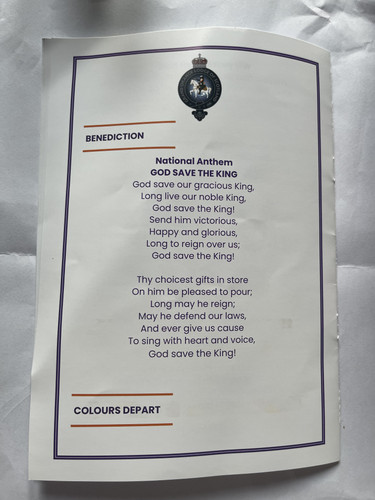 BENEDICTION
National Anthem
GOD SAVE THE KING
God save our gracious King,
Long live our noble King,
God save the King!
Send him victorious,
Happy and glorious,
Long to reign over us;
God save the King!
Thy choicest gifts in store
On him be pleased to pour;
Long may he reign;
May he defend our laws,
And ever give us cause
To sing with heart and voice,
God save the King!
COLOURS DEPART